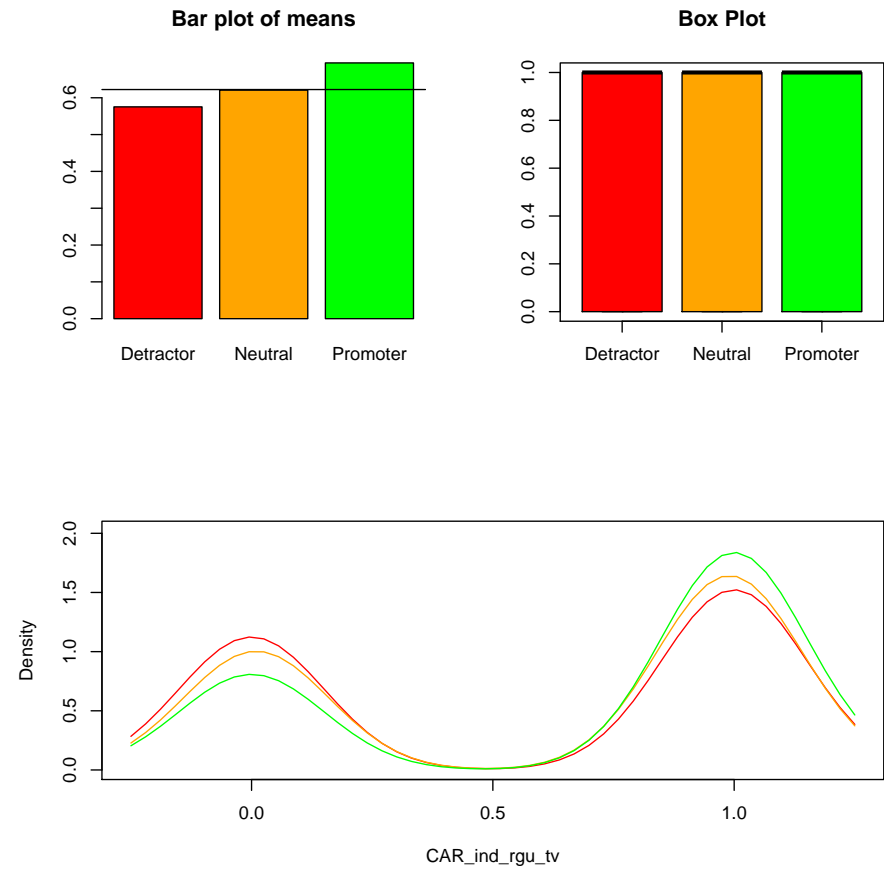 Bar plot of means
0.0 0.2 0.4 0.6
Detractor Neutral Promoter
Box Plot
0.0 0.2 0.4 0.6 0.8 1.0
Detractor Neutral Promoter
Density
0.0 0.5 1.0 1.5 2.0
0.0 0.5 1.0
CAR_ind_rgu_tv